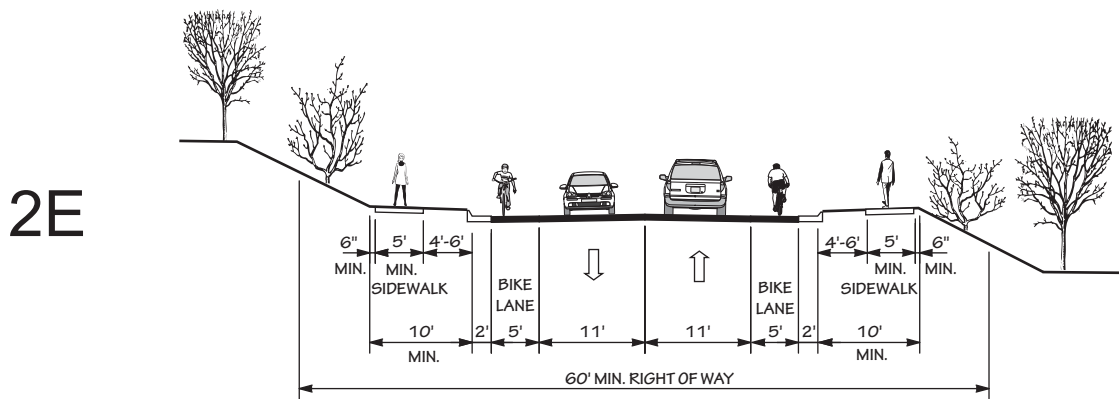 2E
6" 5' 4'-6' 4'-6' 5' 6"
MIN. MIN. MIN. MIN.
SIDEWALK SIDEWALK
BIKE BIKE
LANE LANE
10' 2' 5' 11' 11' 5' 2' 10'
MIN. MIN.
60' MIN. RIGHT OF WAY